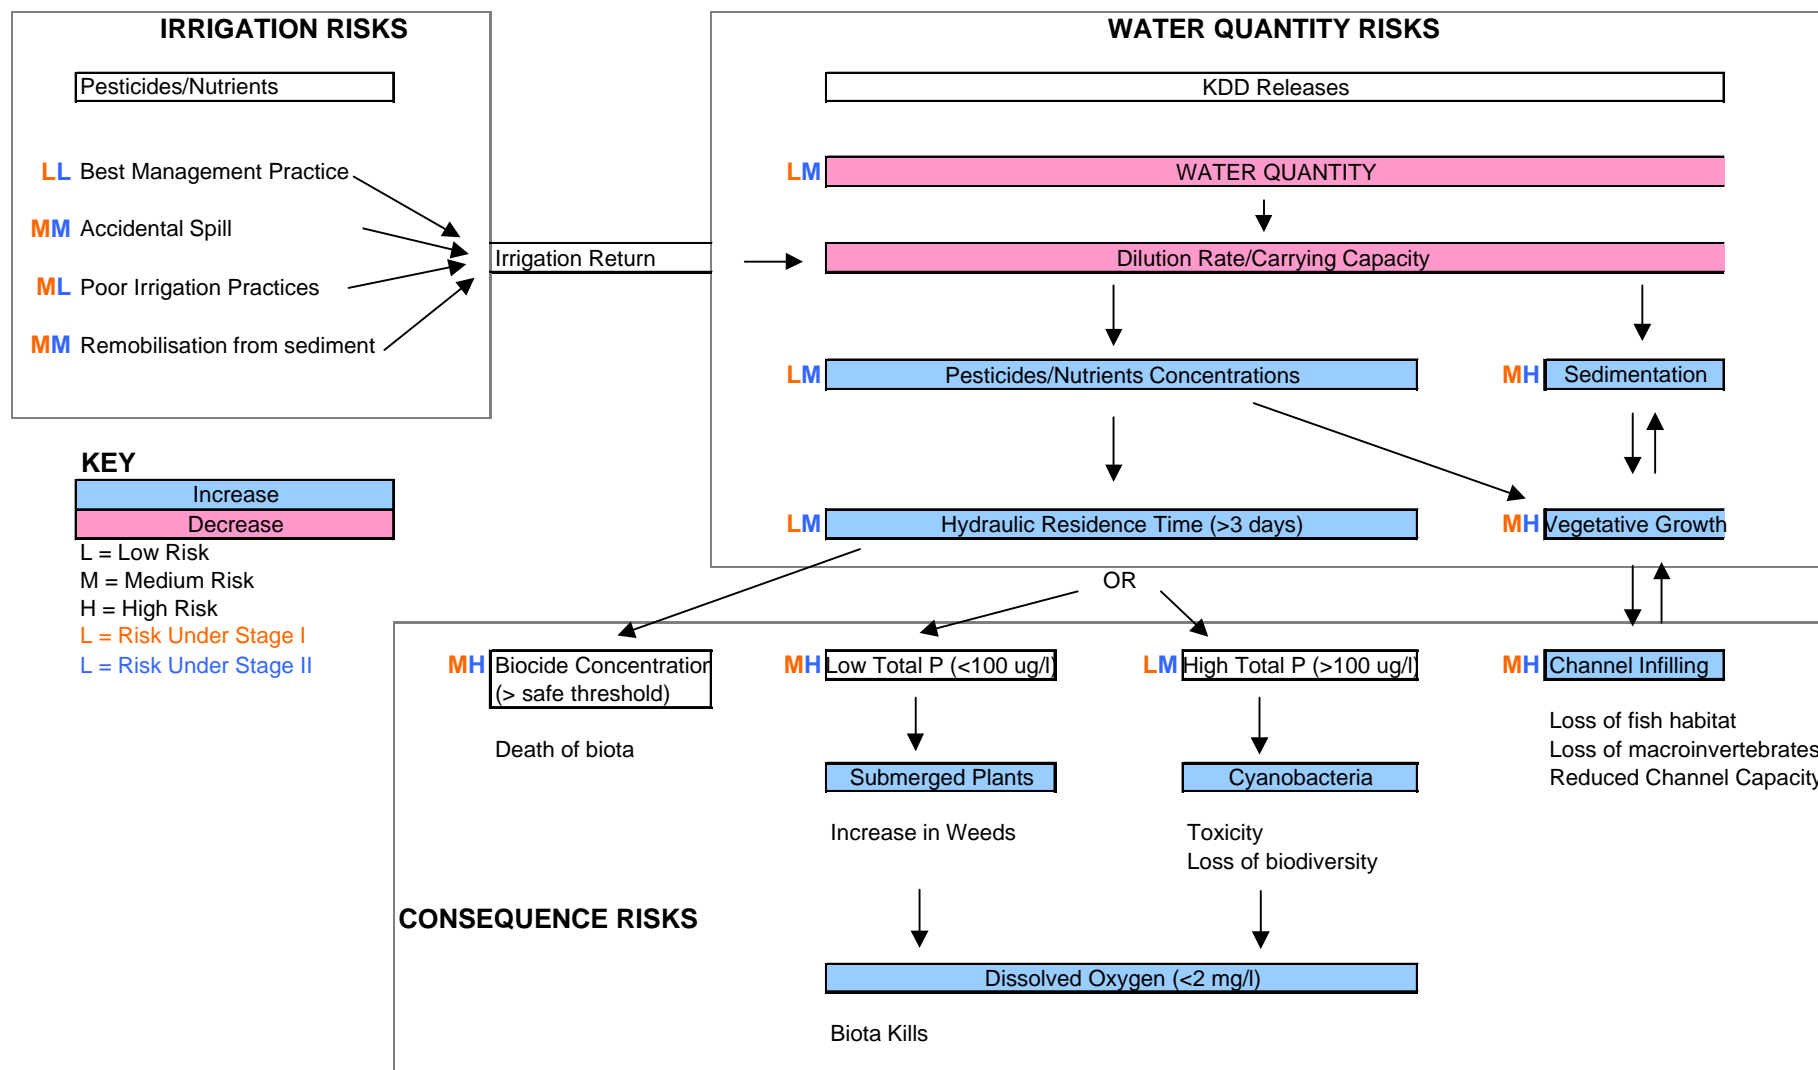 IRRIGATION RISKS
Pesticides/Nutrients
LL Best Management Practice
MM Accidental Spill
ML Poor Irrigation Practices
MM Remobilisation from sediment
Irrigation Return
WATER QUANTITY RISKS
KDD Releases
LM WATER QUANTITY
Dilution Rate/Carrying Capacity
LM Pesticides/Nutrients Concentrations
MH Sedimentation
LM Hydraulic Residence Time (>3 days)
MH Vegetative Growth
KEY
Increase
Decrease
L = Low Risk
M = Medium Risk
H = High Risk
L = Risk Under Stage I
L = Risk Under Stage II
OR
MH Biocide Concentration
(> safe threshold)
Death of biota
MH Low Total P (<100 ug/l)
Submerged Plants
Increase in Weeds
LM High Total P (>100 ug/l)
Cyanobacteria
Toxicity
Loss of biodiversity
MH Channel Infilling
Loss of fish habitat
Loss of macroinvertebrates
Reduced Channel Capacity
CONSEQUENCE RISKS
Dissolved Oxygen (<2 mg/l)
Biota Kills